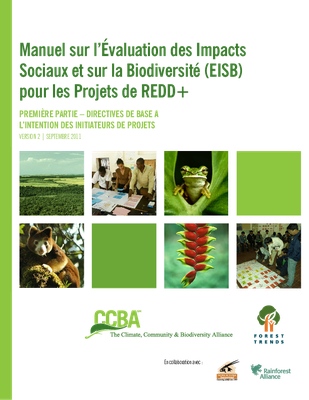 Manuel sur l'Évaluation des Impacts
Sociaux et sur la Biodiversité (EISB)
pour les Projets de REDD+
PREMIÈRE PARTIE – DIRECTIVES DE BASE A
L'INTENTION DES INITIATEURS DE PROJETS
VERSION 2 | SEPTEMBRE 2011
CCBA
The Climate, Community & Biodiversity Alliance
FOREST
TRENDS
En collaboration avec :
Rainforest
Alliance